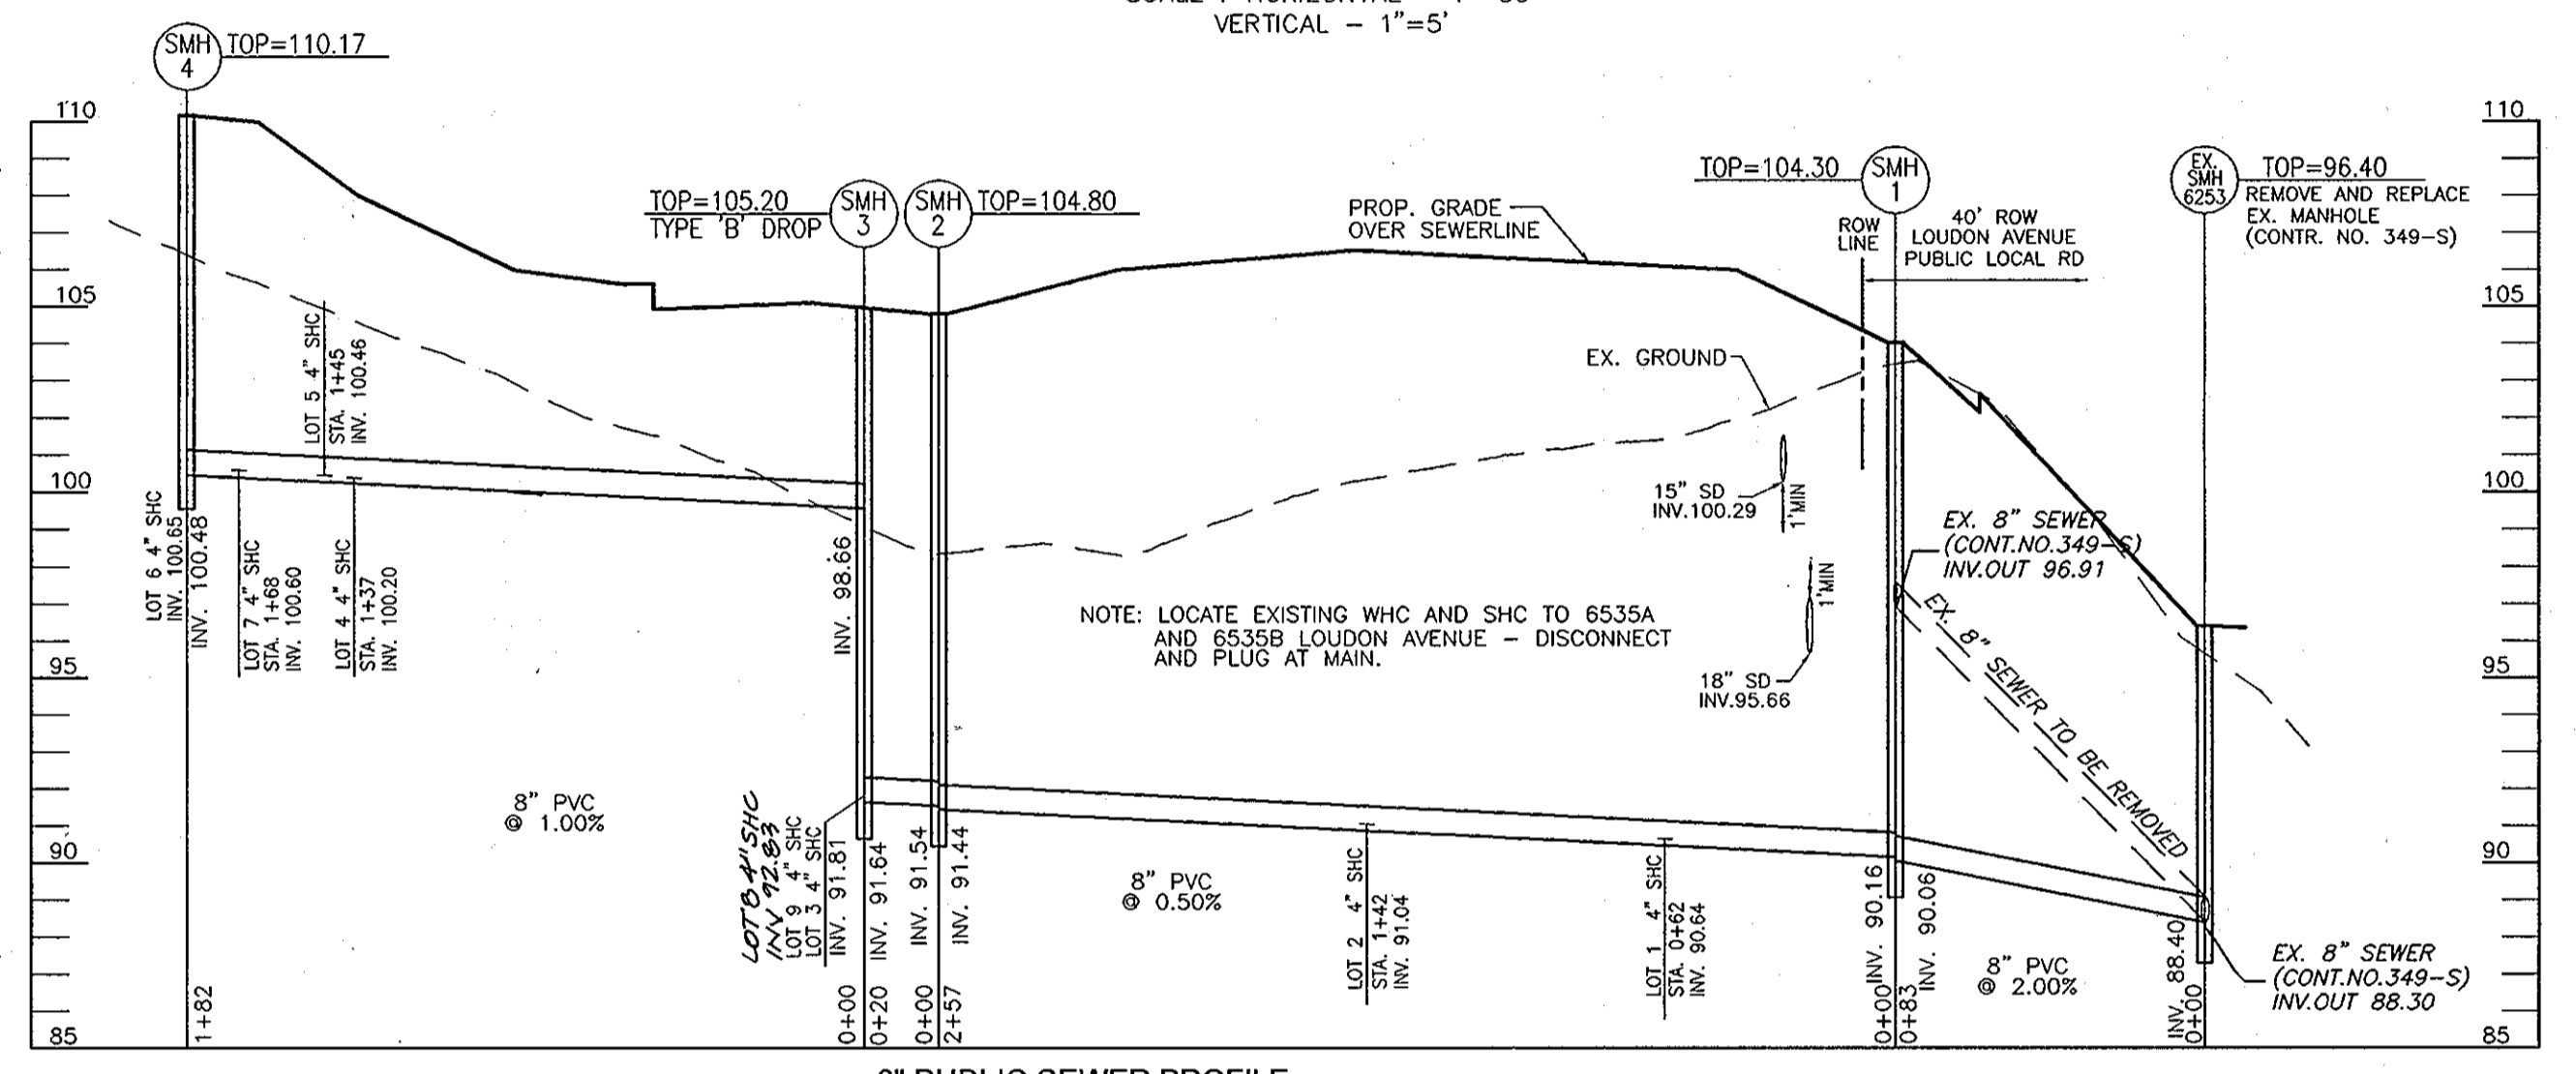 VERTICAL - 1"=5'
SMH
4
TOP=110.17
110
105
100
95
90
85
TOP=105.20
TYPE 'B' DROP
SMH
3
SMH
2
TOP=104.80
PROP. GRADE
OVER SEWERLINE
TOP=104.30
SMH
1
ROW
LINE
40' ROW
LOUDON AVENUE
PUBLIC LOCAL RD
EX.
SMH
6253
TOP=96.40
REMOVE AND REPLACE
EX. MANHOLE
(CONTR. NO. 349-S)
110
105
100
95
90
85
EX. GROUND
LOT 5 4" SHC
STA. 1+45
INV. 100.46
LOT 6 4" SHC
INV. 100.65
INV. 100.48
LOT 7 4" SHC
STA. 1+68
INV. 100.60
LOT 4 4" SHC
STA. 1+37
INV. 100.20
INV. 98.66
15" SD
INV.100.29
1'MIN
18" SD
INV.95.66
1'MIN
EX. 8" SEWER
(CONT.NO.349-S)
INV.OUT 96.91
NOTE: LOCATE EXISTING WHC AND SHC TO 6535A
AND 6535B LOUDON AVENUE - DISCONNECT
AND PLUG AT MAIN.
EX. 8" SEWER TO BE REMOVED
8" PVC
@ 1.00%
LOT 8 4" SHC
INV 92.83
LOT 9 4" SHC
LOT 3 4" SHC
INV. 91.81
INV. 91.64
INV. 91.54
INV. 91.44
8" PVC
@ 0.50%
LOT 2 4" SHC
STA. 1+42
INV. 91.04
LOT 1 4" SHC
STA. 0+62
INV. 90.64
INV. 90.16
INV. 90.06
8" PVC
@ 2.00%
INV. 88.40
EX. 8" SEWER
(CONT.NO.349-S)
INV.OUT 88.30
1+82
0+00
0+20
0+00
2+57
0+00
0+83
0+00
PUBLIC SEWER PROFILE